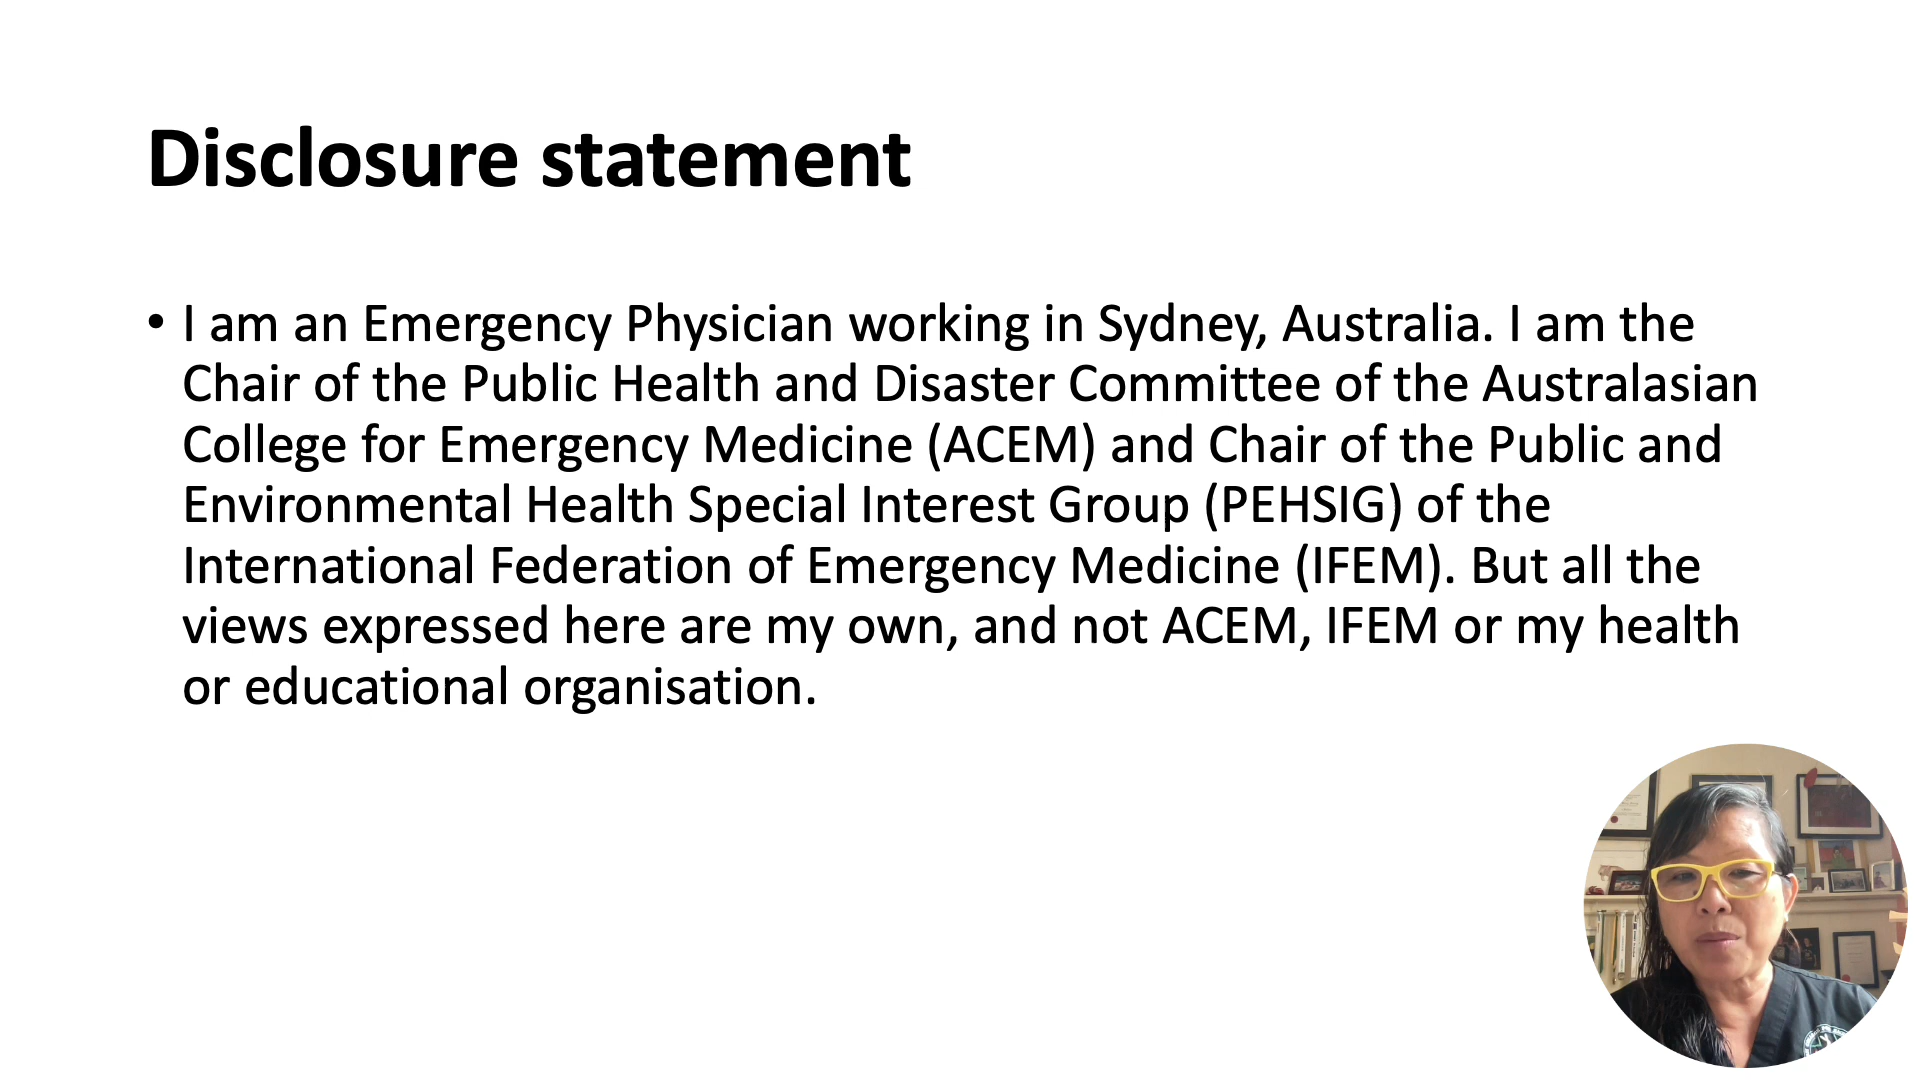 Disclosure statement
• I am an Emergency Physician working in Sydney, Australia. I am the
Chair of the Public Health and Disaster Committee of the Australasian
College for Emergency Medicine (ACEM) and Chair of the Public and
Environmental Health Special Interest Group (PEHSIG) of the
International Federation of Emergency Medicine (IFEM). But all the
views expressed here are my own, and not ACEM, IFEM or my health
or educational organisation.